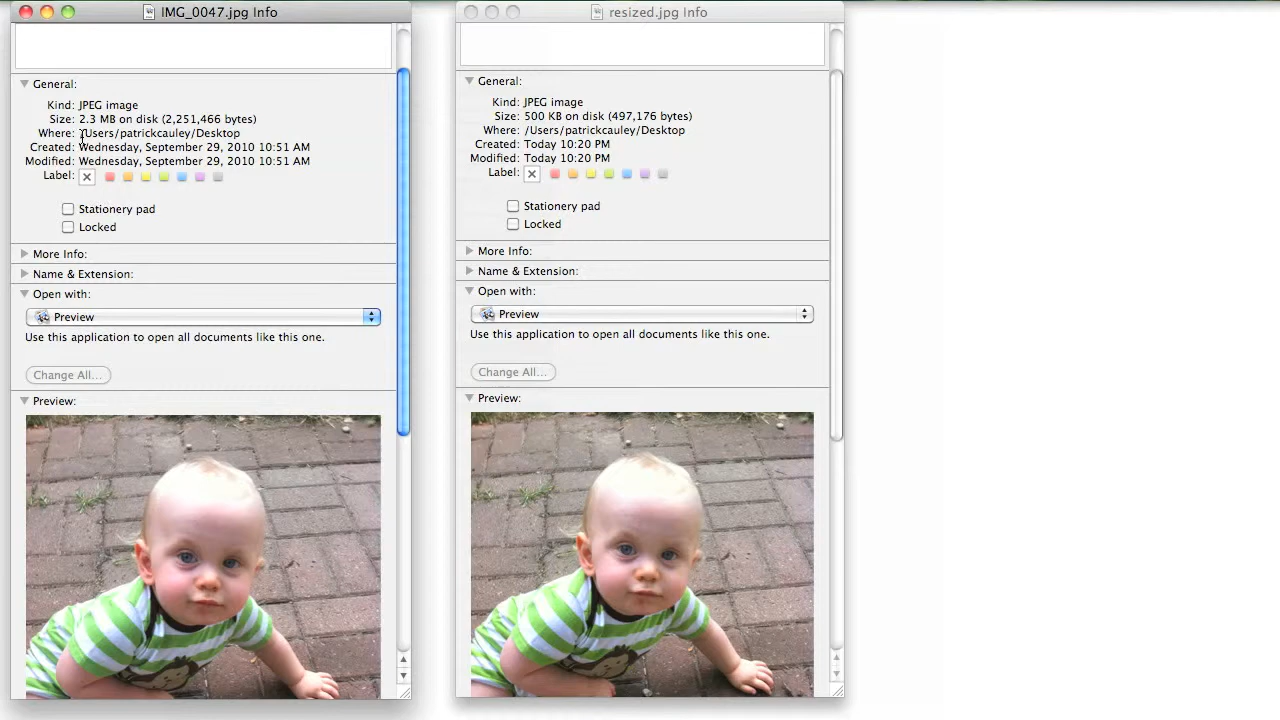 IMG_0047.jpg Info
General:
Kind: JPEG image
Size: 2.3 MB on disk (2,251,466 bytes)
Where: /Users/patrickcauley/Desktop
Created: Wednesday, September 29, 2010 10:51 AM
Modified: Wednesday, September 29, 2010 10:51 AM
Label:
Stationery pad
Locked
More Info:
Name & Extension:
Open with:
Preview
Use this application to open all documents like this one.
Change All...
Preview:
resized.jpg Info
General:
Kind: JPEG image
Size: 500 KB on disk (497,176 bytes)
Where: /Users/patrickcauley/Desktop
Created: Today 10:20 PM
Modified: Today 10:20 PM
Label:
Stationery pad
Locked
More Info:
Name & Extension:
Open with:
Preview
Use this application to open all documents like this one.
Change All...
Preview: